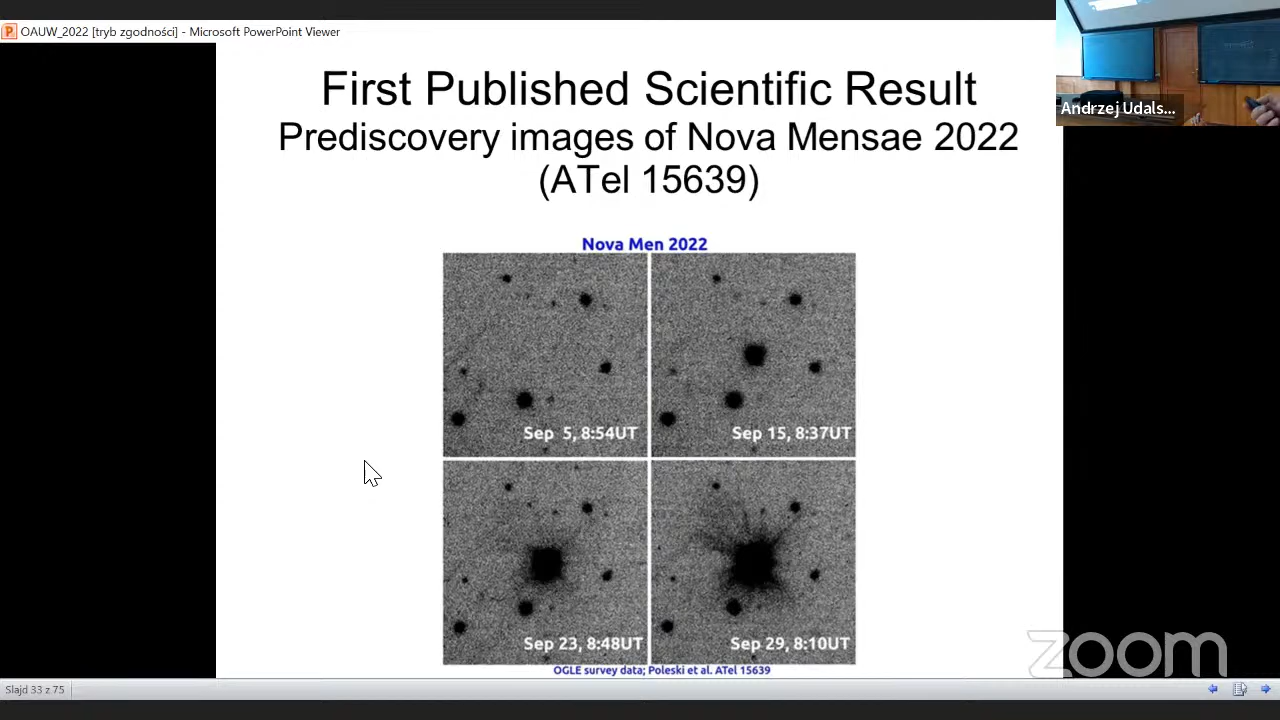 OAUW_2022 [tryb zgodności] - Microsoft PowerPoint Viewer
First Published Scientific Result
Prediscovery images of Nova Mensae 2022
(ATel 15639)
Andrzej Udals...
Nova Men 2022
Sep 5, 8:54UT
Sep 15, 8:37UT
Sep 23, 8:48UT
Sep 29, 8:10UT
OGLE survey data; Poleski et al. ATel 15639
zoom
Slajd 33 z 75